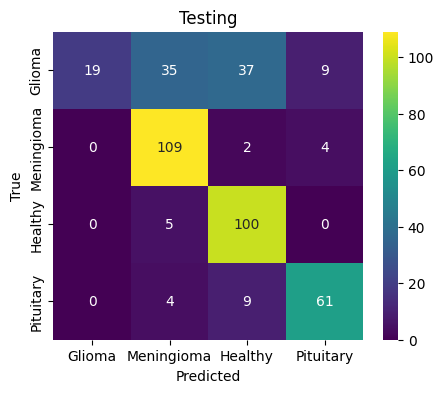 Testing
Glioma 19 35 37 9
Meningioma 0 109 2 4
Healthy 0 5 100 0
Pituitary 0 4 9 61
Glioma Meningioma Healthy Pituitary
Predicted
True
100
80
60
40
20
0